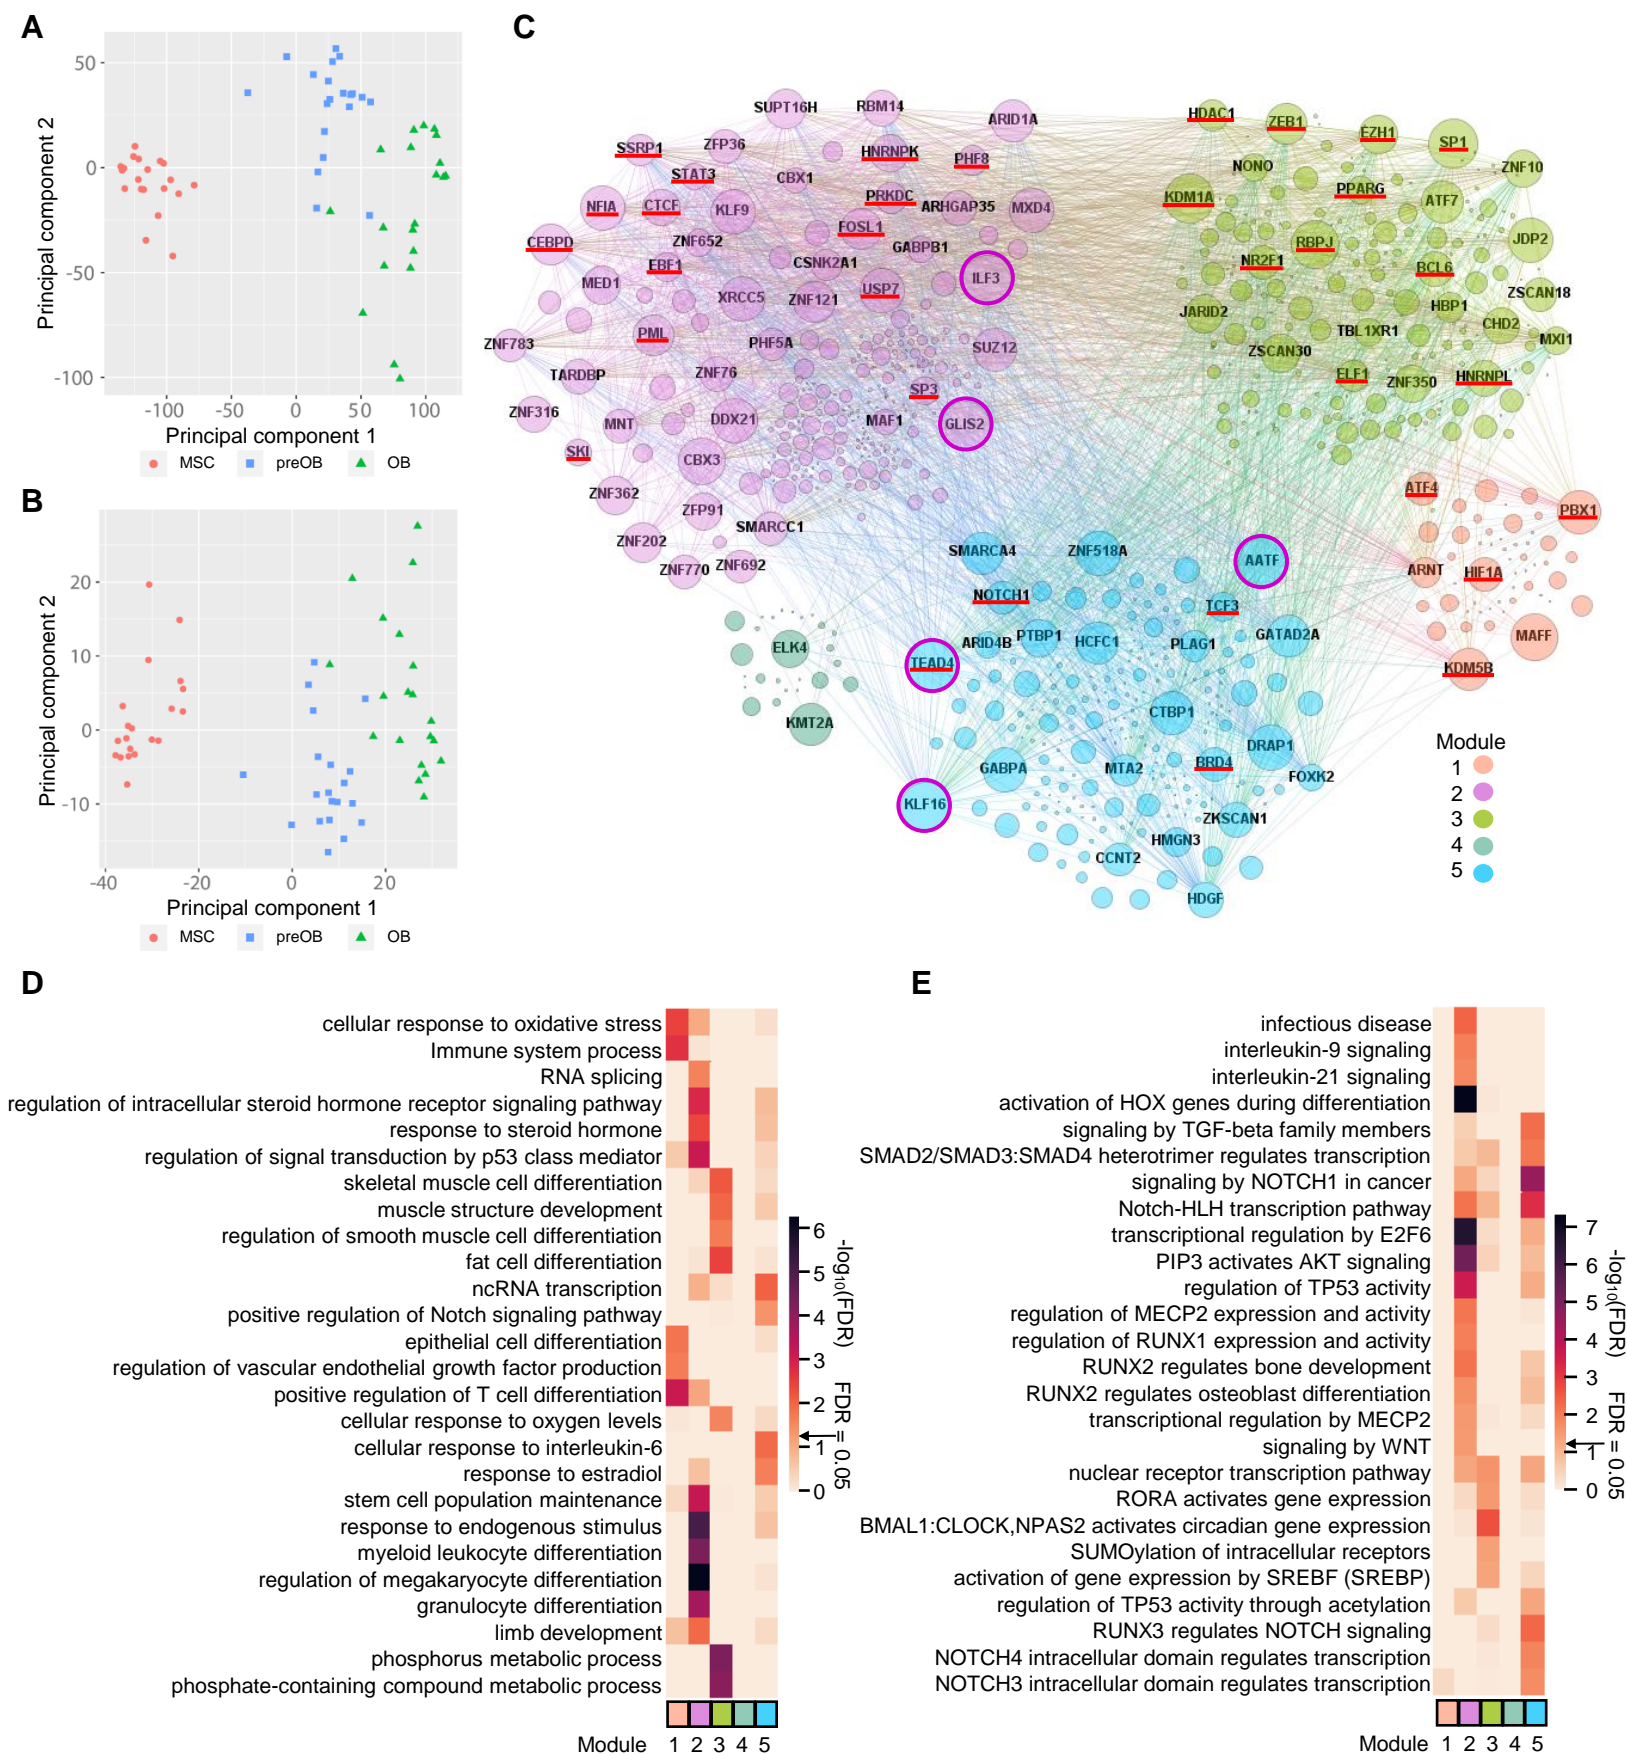 A
50
0
-50
-100
Principal component 2
-100
-50
0
50
100
Principal component 1
MSC
preOB
OB
B
20
10
0
-10
Principal component 2
-40
-20
0
20
Principal component 1
MSC
preOB
OB
C
SUPT16H
RBM14
ARID1A
SSRP1
ZFP36
HNRNPK
PHF8
STAT3
CBX1
NFIA
CTCF
KLF9
PRKDC
ARHGAP35
MXD4
FOSL1
CEBPD
ZNF652
GABPB1
EBF1
CSNK2A1
MED1
XRCC5
ZNF121
USP7
ILF3
ZNF783
PML
PHF5A
SUZ12
TARDBP
ZNF76
SP3
ZNF316
MNT
DDX21
MAF1
GLIS2
SKI
CBX3
ZNF362
ZFP91
SMARCC1
ZNF202
ZNF770
ZNF692
HDAC1
ZEB1
EZH1
SP1
NONO
ZNF10
KDM1A
PPARG
ATF7
RBPJ
JDP2
NR2F1
BCL6
ZSCAN18
JARID2
HBP1
TBL1XR1
CHD2
MXI1
ZSCAN30
ELF1
ZNF350
HNRNPL
ATF4
PBX1
ARNT
HIF1A
MAFF
KDM5B
SMARCA4
ZNF518A
AATF
NOTCH1
TCF3
ARID4B
PTBP1
HCFC1
PLAG1
GATAD2A
TEAD4
CTBP1
DRAP1
GABPA
MTA2
BRD4
FOXK2
KLF16
ZKSCAN1
HMGN3
CCNT2
HDGF
ELK4
KMT2A
Module
1
2
3
4
5
D
cellular response to oxidative stress
Immune system process
RNA splicing
regulation of intracellular steroid hormone receptor signaling pathway
response to steroid hormone
regulation of signal transduction by p53 class mediator
skeletal muscle cell differentiation
muscle structure development
regulation of smooth muscle cell differentiation
fat cell differentiation
ncRNA transcription
positive regulation of Notch signaling pathway
epithelial cell differentiation
regulation of vascular endothelial growth factor production
positive regulation of T cell differentiation
cellular response to oxygen levels
cellular response to interleukin-6
response to estradiol
stem cell population maintenance
response to endogenous stimulus
myeloid leukocyte differentiation
regulation of megakaryocyte differentiation
granulocyte differentiation
limb development
phosphorus metabolic process
phosphate-containing compound metabolic process
Module 1 2 3 4 5
6
5
4
3
2
1
0
-log10(FDR)
FDR = 0.05
E
infectious disease
interleukin-9 signaling
interleukin-21 signaling
activation of HOX genes during differentiation
signaling by TGF-beta family members
SMAD2/SMAD3:SMAD4 heterotrimer regulates transcription
signaling by NOTCH1 in cancer
Notch-HLH transcription pathway
transcriptional regulation by E2F6
PIP3 activates AKT signaling
regulation of TP53 activity
regulation of MECP2 expression and activity
regulation of RUNX1 expression and activity
RUNX2 regulates bone development
RUNX2 regulates osteoblast differentiation
transcriptional regulation by MECP2
signaling by WNT
nuclear receptor transcription pathway
RORA activates gene expression
BMAL1:CLOCK,NPAS2 activates circadian gene expression
SUMOylation of intracellular receptors
activation of gene expression by SREBF (SREBP)
regulation of TP53 activity through acetylation
RUNX3 regulates NOTCH signaling
NOTCH4 intracellular domain regulates transcription
NOTCH3 intracellular domain regulates transcription
Module 1 2 3 4 5
7
6
5
4
3
2
1
0
-log10(FDR)
FDR = 0.05